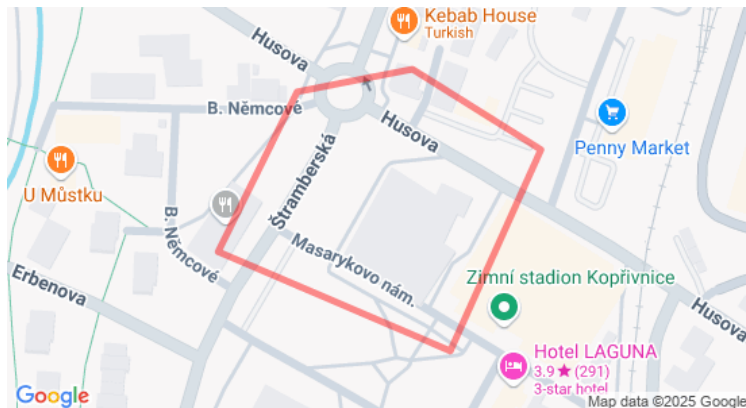 Kebab House
Turkish
Husova
B. Němcové
Husova
Penny Market
U Můstku
Štramberská
B. Němcové
Masarykovo nám.
Erbenova
Zimní stadion Kopřivnice
Husova
Hotel LAGUNA
3.9★ (291)
3-star hotel
Google
Map data ©2025 Google